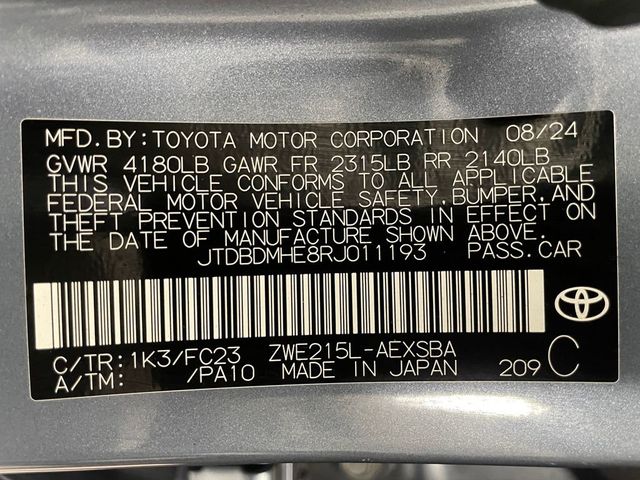 MFD.BY:TOYOTA MOTOR CORPORATION 08/24
GVWR 4180LB GAWR FR 2315LB RR 2140LB
THIS VEHICLE CONFORMS TO ALL APPLICABLE
FEDERAL MOTOR VEHICLE SAFETY,BUMPER,AND
THEFT PREVENTION STANDARDS IN EFFECT ON
THE DATE OF MANUFACTURE SHOWN ABOVE.
JTDBDMHE8RJ011193 PASS.CAR
C/TR:1K3/FC23 ZWE215L-AEXSBA
A/TM: /PA10 MADE IN JAPAN 209 C